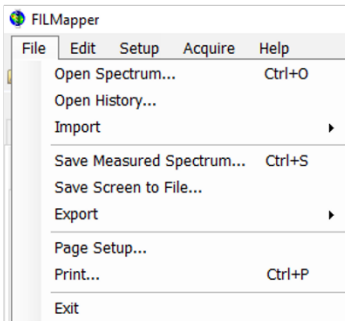 FILMapper
File Edit Setup Acquire Help
Open Spectrum... Ctrl+O
Open History...
Import
Save Measured Spectrum... Ctrl+S
Save Screen to File...
Export
Page Setup...
Print... Ctrl+P
Exit